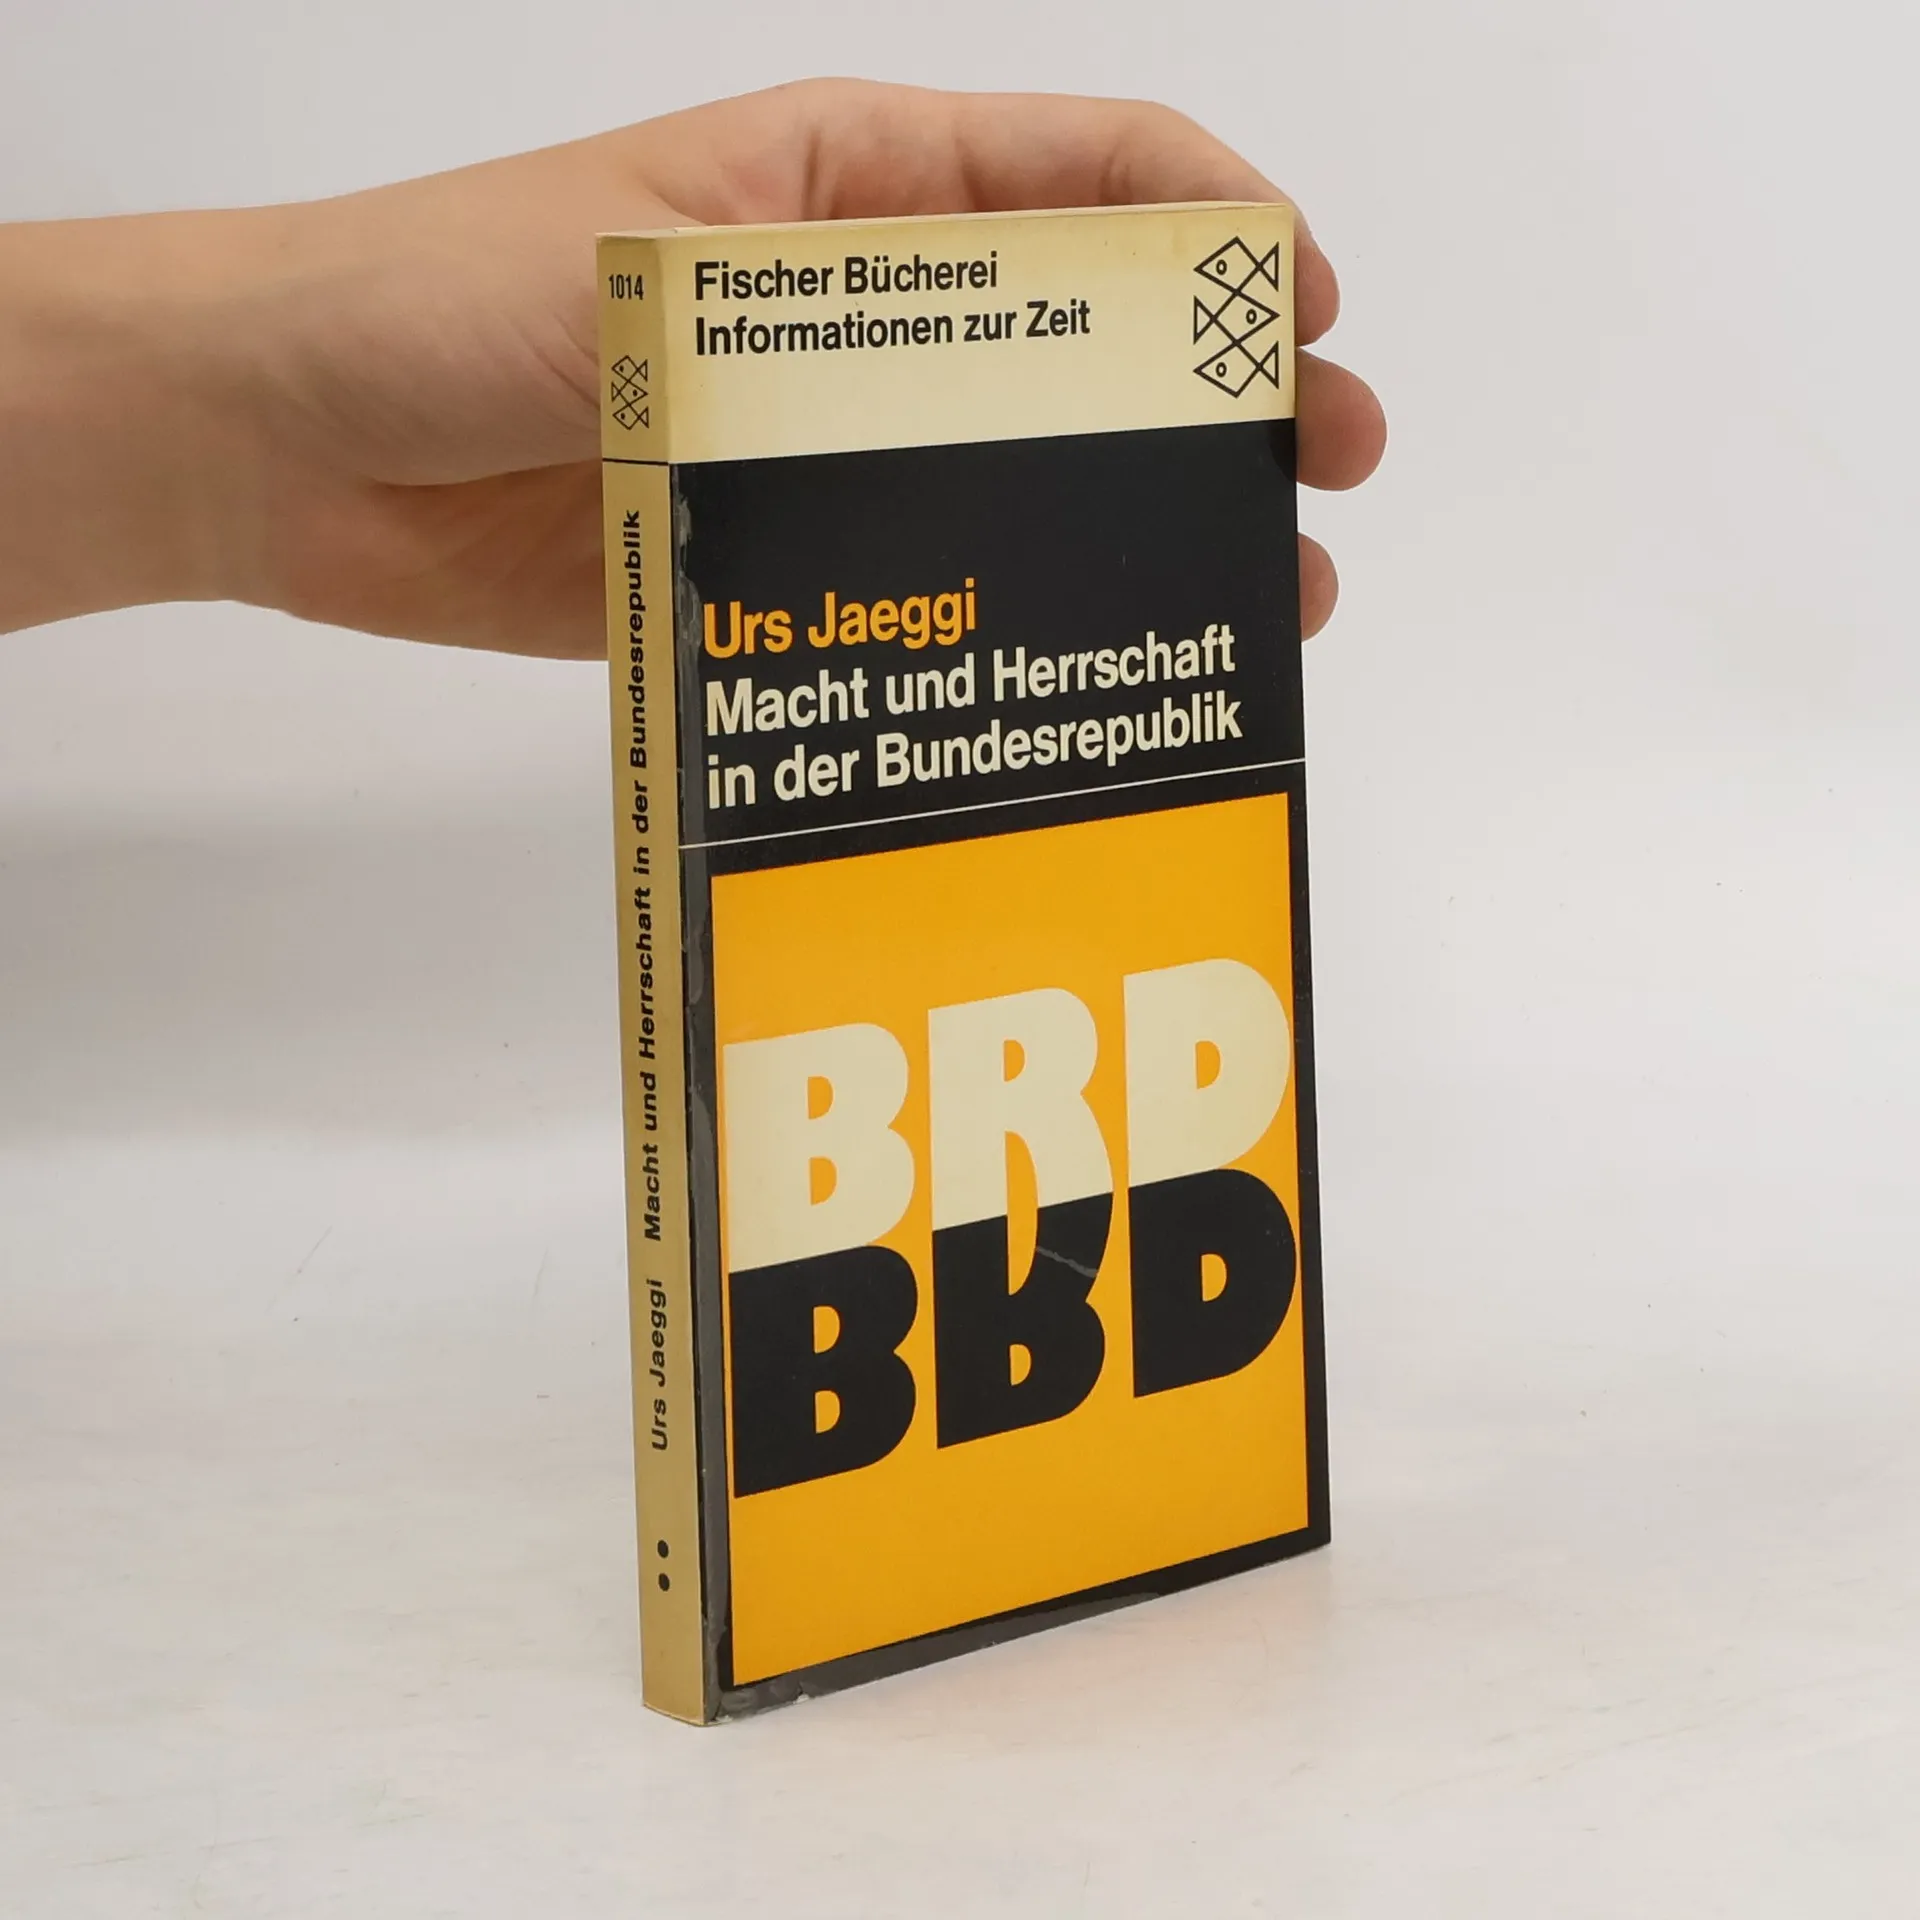 1014
Urs Jaeggi Macht und Herrschaft in der Bundesrepublik
Fischer Bücherei
Informationen zur Zeit
Urs Jaeggi
Macht und Herrschaft
in der Bundesrepublik
BRD
BRD